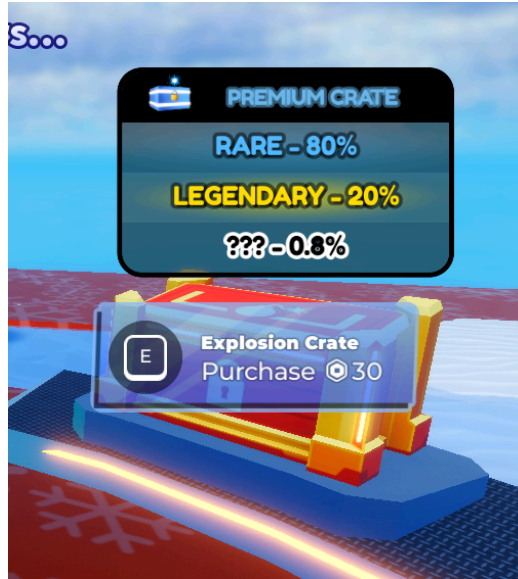 S...
PREMIUM CRATE
RARE - 80%
LEGENDARY - 20%
??? - 0.8%
E
Explosion Crate
Purchase 30